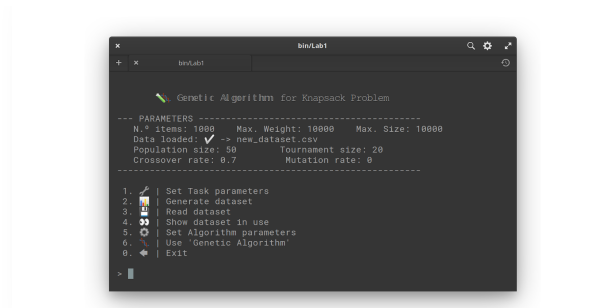 bin/Lab1
bin/Lab1
Genetic Algorithm for Knapsack Problem
--- PARAMETERS ------------------------------------------
N.º items: 1000 Max. Weight: 10000 Max. Size: 10000
Data loaded: ✔ -> new_dataset.csv
Population size: 50 Tournament size: 20
Crossover rate: 0.7 Mutation rate: 0
----------------------------------------------------------
1. | Set Task parameters
2. | Generate dataset
3. | Read dataset
4. | Show dataset in use
5. | Set Algorithm parameters
6. | Use 'Genetic Algorithm'
0. | Exit
>